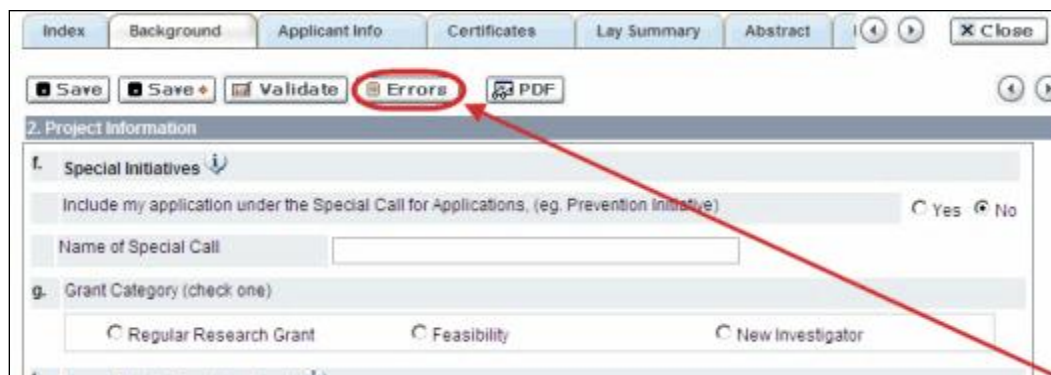 Index Background Applicant Info Certificates Lay Summary Abstract Close
Save Save Validate Errors PDF
2. Project Information
f. Special Initiatives
Include my application under the Special Call for Applications, (eg. Prevention Initiative) Yes No
Name of Special Call
g. Grant Category (check one)
Regular Research Grant Feasibility New Investigator